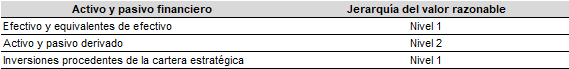 Activo y pasivo financiero Jerarquía del valor razonable
Efectivo y equivalentes de efectivo Nivel 1
Activo y pasivo derivado Nivel 2
Inversiones procedentes de la cartera estratégica Nivel 1